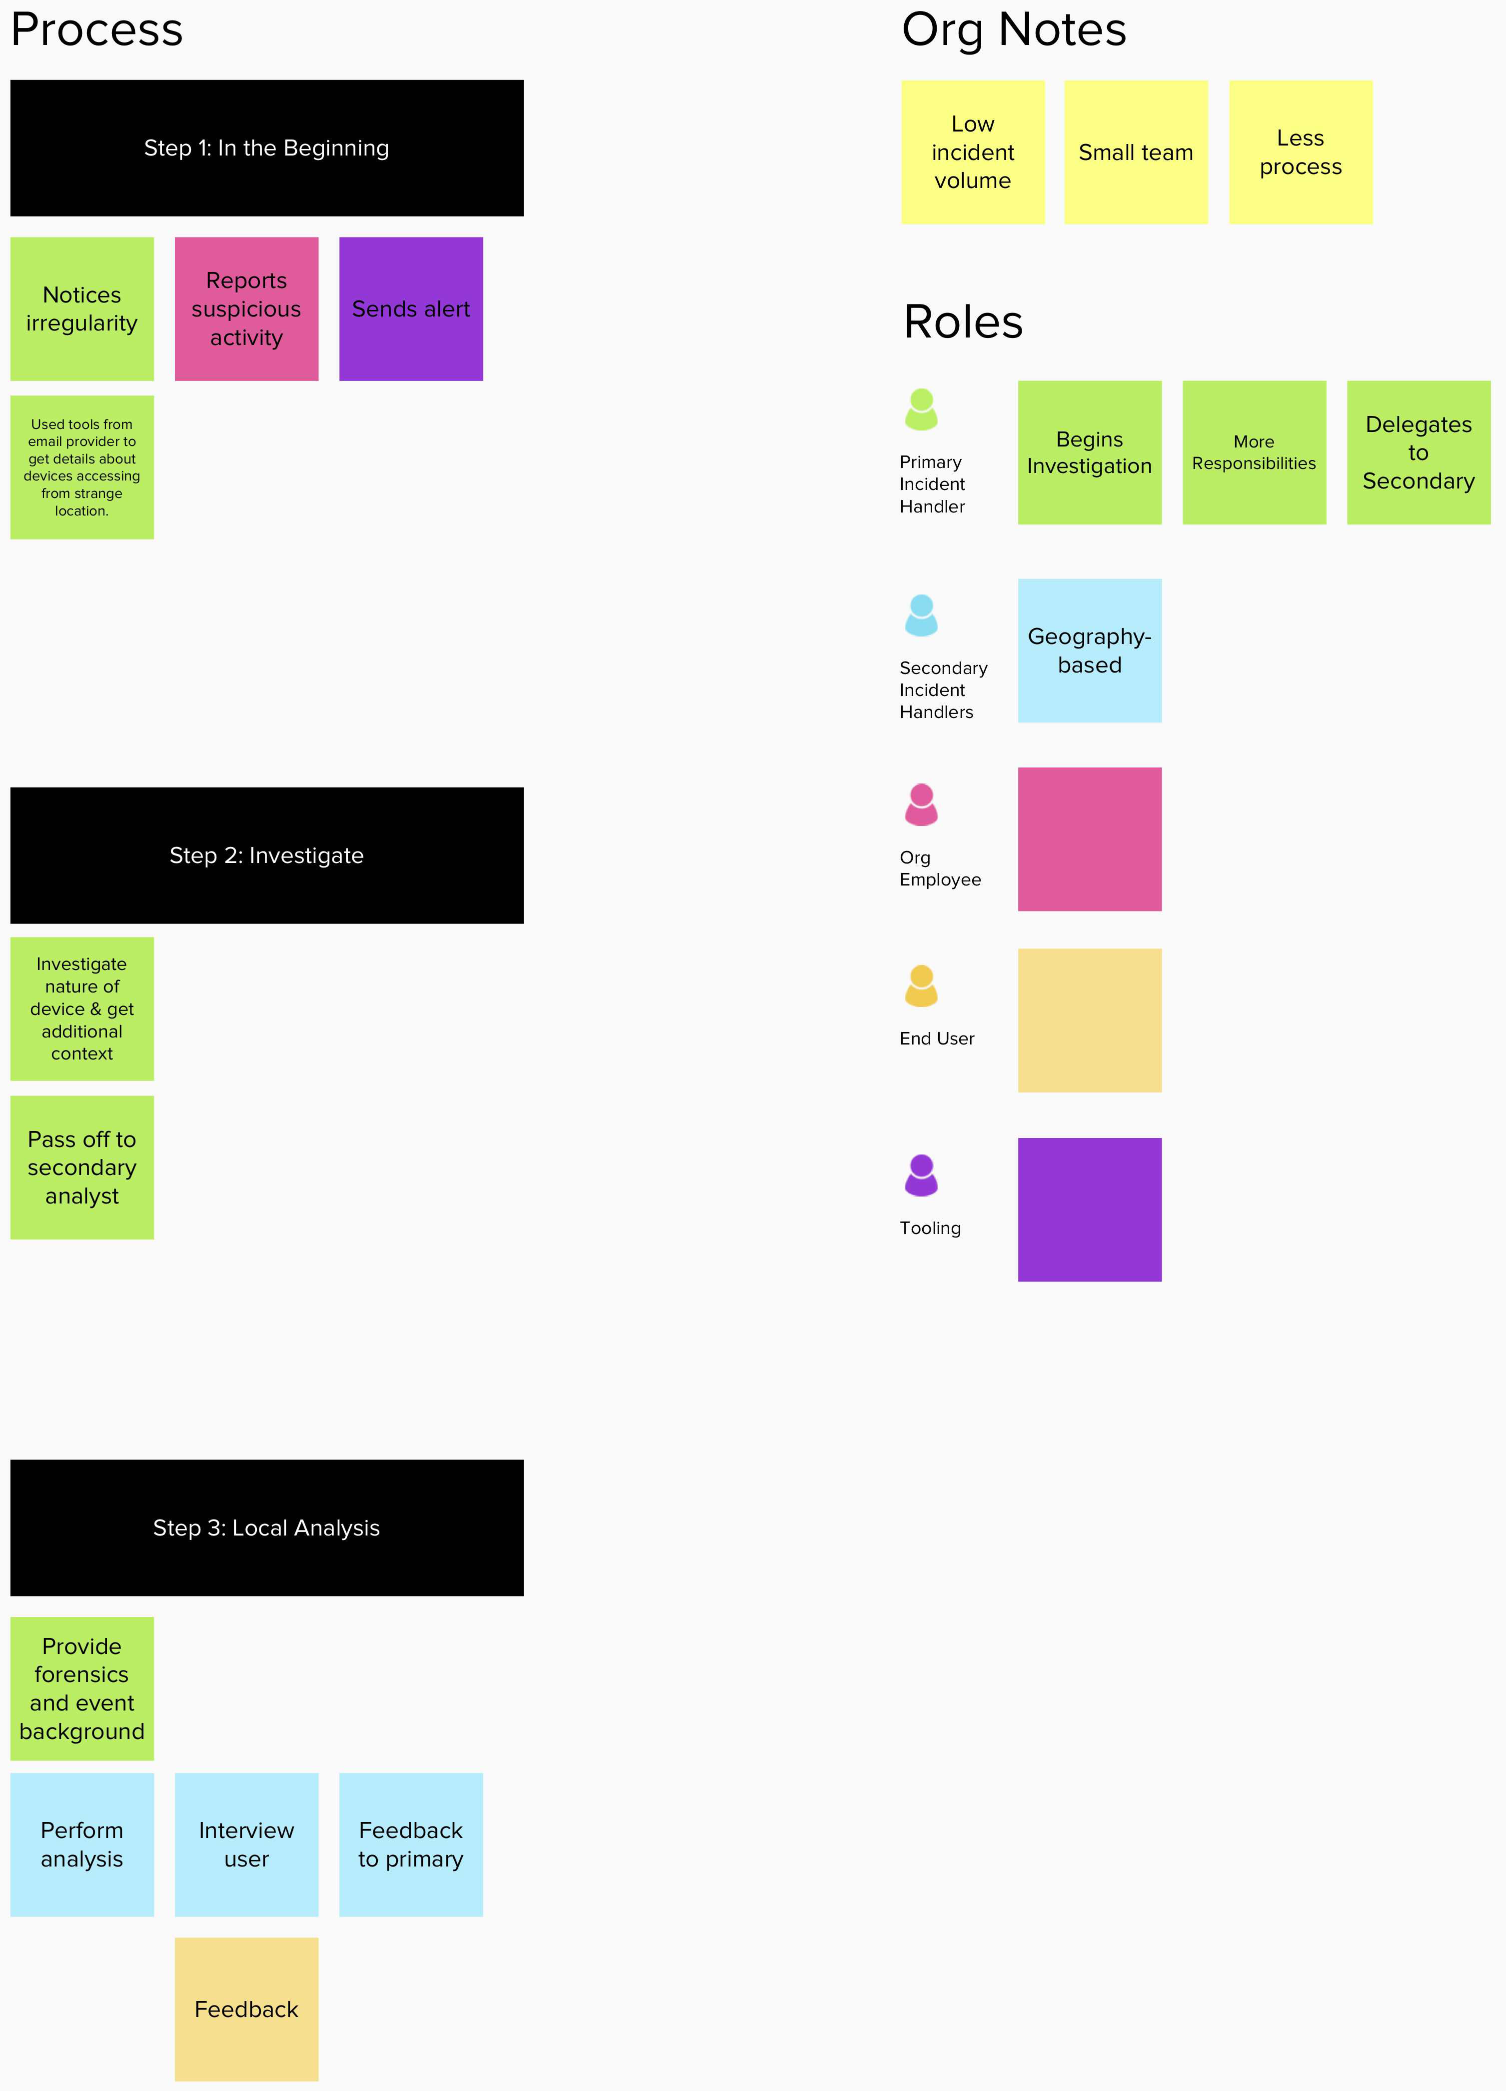 Process
Step 1: In the Beginning
Notices
irregularity
Reports
suspicious
activity
Sends alert
Used tools from
email provider to
get details about
devices accessing
from strange
location.
Step 2: Investigate
Investigate
nature of
device & get
additional
context
Pass off to
secondary
analyst
Step 3: Local Analysis
Provide
forensics
and event
background
Perform
analysis
Interview
user
Feedback
to primary
Feedback
Org Notes
Low
incident
volume
Small team
Less
process
Roles
Primary
Incident
Handler
Begins
Investigation
More
Responsibilities
Delegates
to
Secondary
Secondary
Incident
Handlers
Geography-
based
Org
Employee
End User
Tooling